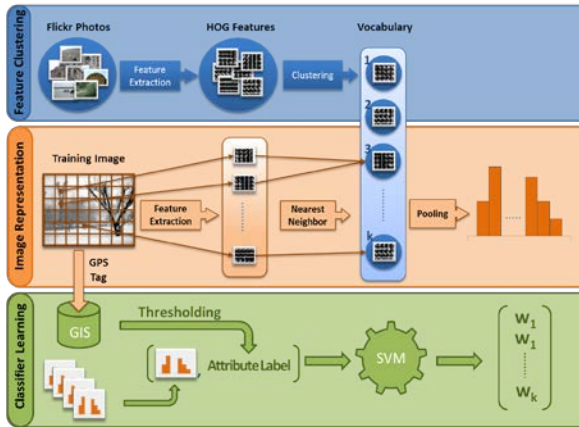 Feature Clustering
Flickr Photos
HOG Features
Vocabulary
Feature
Extraction
Clustering
1
2
Image Representation
Training Image
3
Feature
Extraction
Nearest
Neighbor
Pooling
k
GPS
Tag
Classifier Learning
GIS
Thresholding
, Attribute Label
SVM
w1
w1
wk